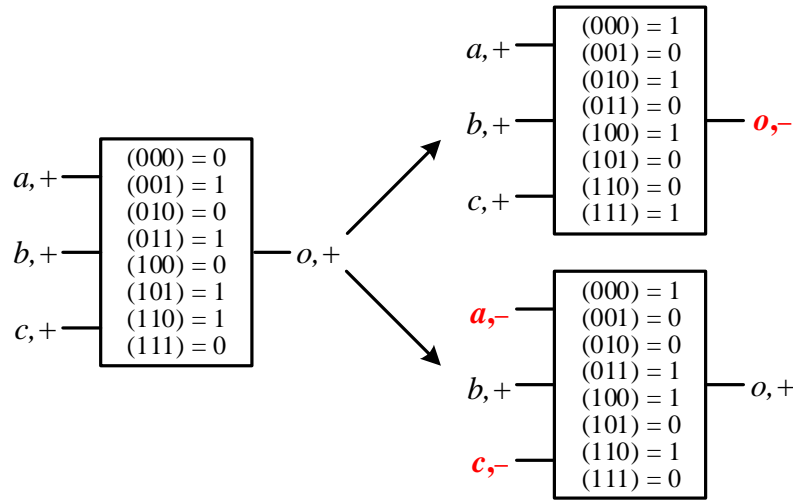 a,+
b,+
c,+
(000) = 0
(001) = 1
(010) = 0
(011) = 1
(100) = 0
(101) = 1
(110) = 1
(111) = 0
o,+
a,+
b,+
c,+
(000) = 1
(001) = 0
(010) = 1
(011) = 0
(100) = 1
(101) = 0
(110) = 0
(111) = 1
o,–
a,–
b,+
c,–
(000) = 1
(001) = 0
(010) = 0
(011) = 1
(100) = 1
(101) = 0
(110) = 1
(111) = 0
o,+